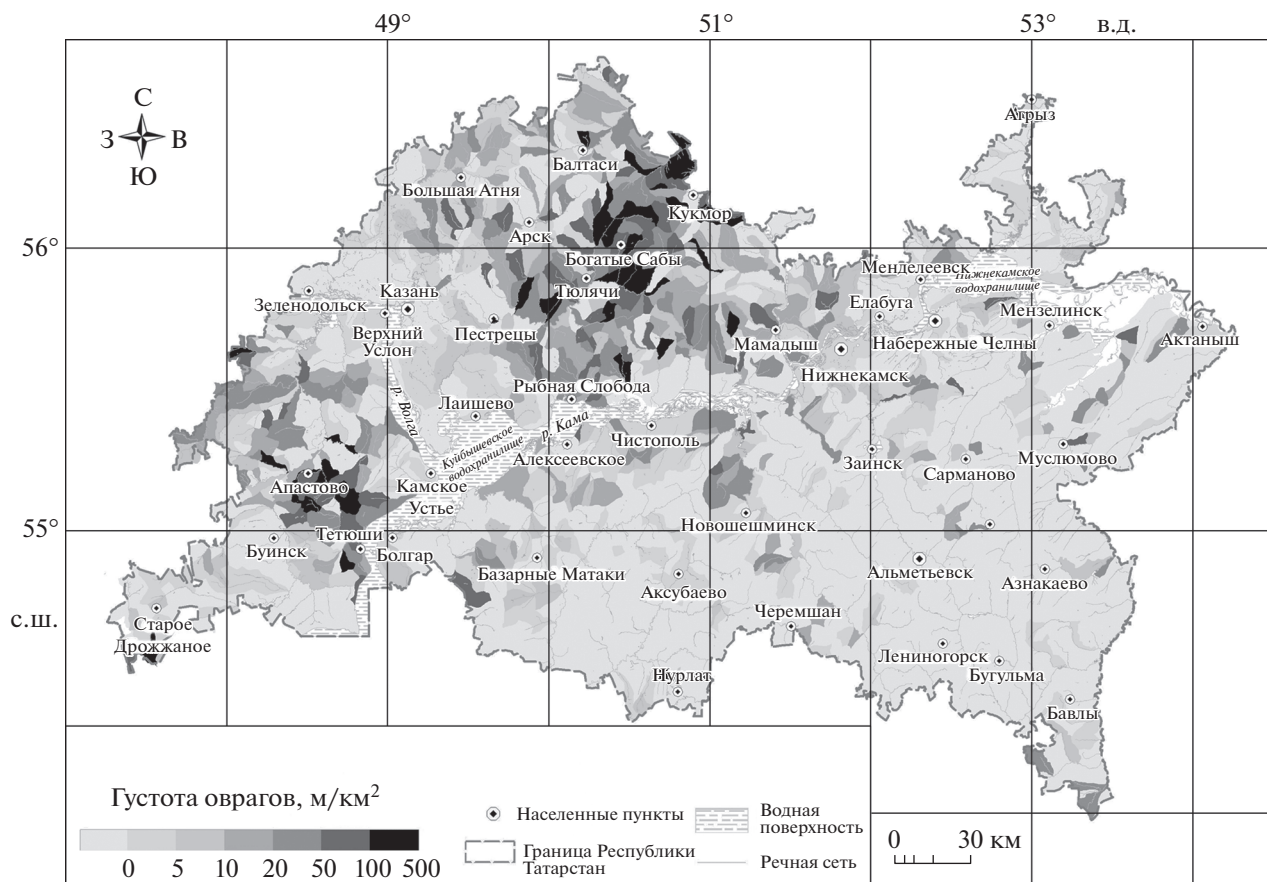 49°
51°
53°
в.д.
С
З
В
Ю
Агрыз
Балтаси
Большая Атня
Кукмор
Арск
56°
Богатые Сабы
Менделеевск
Нижнекамское
водохранилище
Тюлячи
Зеленодольск
Казань
Елабуга
Мензелинск
Верхний
Услон
Пестрецы
Мамадыш
Набережные Челны
Актаныш
Нижнекамск
Рыбная Слобода
р. Волга
Лаишево
р. Кама
Куйбышевское
водохранилище
Чистополь
Алексеевское
Заинск
Муслюмово
Сарманово
Апастово
Камское
Устье
Новошешминск
55°
Тетюши
Буинск
Болгар
Базарные Матаки
Альметьевск
Азнакаево
Аксубаево
Черемшан
с.ш.
Старое
Дрожжаное
Лениногорск
Бугульма
Нурлат
Бавлы
Густота оврагов, м/км²
0 5 10 20 50 100 500
Населенные пункты
Граница Республики
Татарстан
Водная
поверхность
Речная сеть
0 30 км